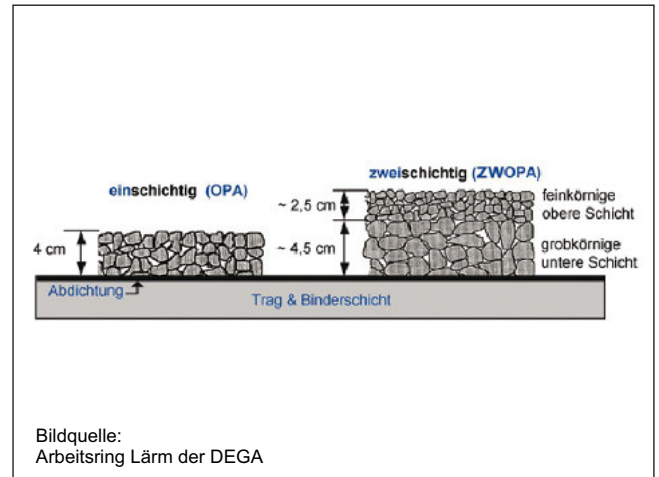 einschichtig (OPA)
4 cm
zweischichtig (ZWOPA)
~ 2,5 cm
~ 4,5 cm
feinkörnige
obere Schicht
grobkörnige
untere Schicht
Abdichtung
Trag & Binderschicht
Bildquelle:
Arbeitsring Lärm der DEGA